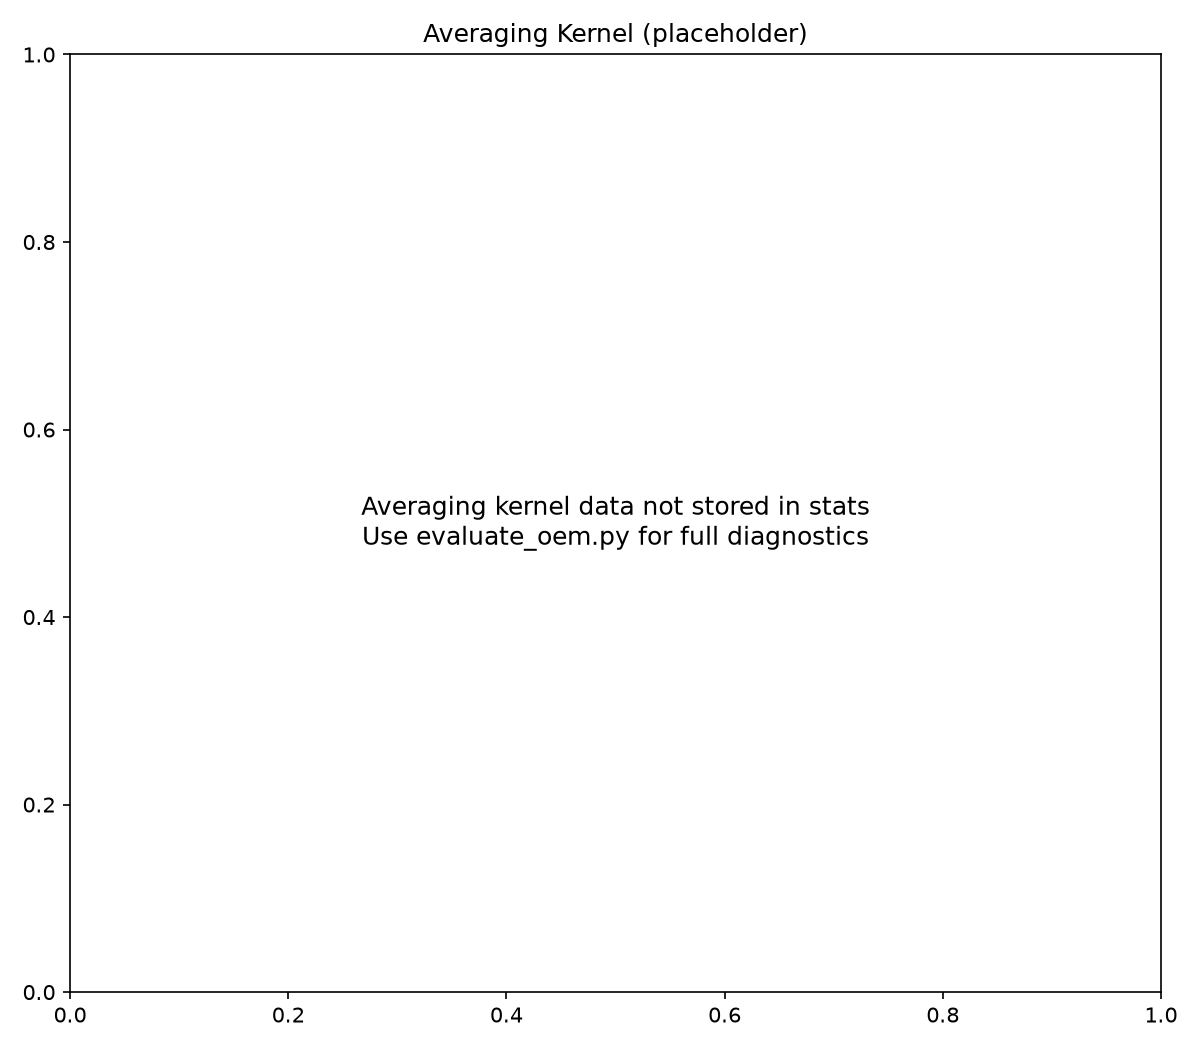 Averaging Kernel (placeholder)
1.0
0.8
0.6
Averaging kernel data not stored in stats
Use evaluate_oem.py for full diagnostics
0.4
0.2
0.0
0.0 0.2 0.4 0.6 0.8 1.0